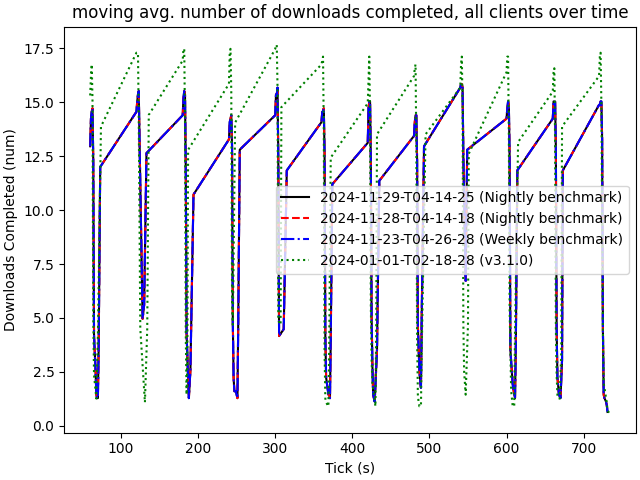 moving avg. number of downloads completed, all clients over time
Downloads Completed (num)
17.5
15.0
12.5
10.0
7.5
5.0
2.5
0.0
2024-11-29-T04-14-25 (Nightly benchmark)
2024-11-28-T04-14-18 (Nightly benchmark)
2024-11-23-T04-26-28 (Weekly benchmark)
2024-01-01-T02-18-28 (v3.1.0)
100 200 300 400 500 600 700
Tick (s)